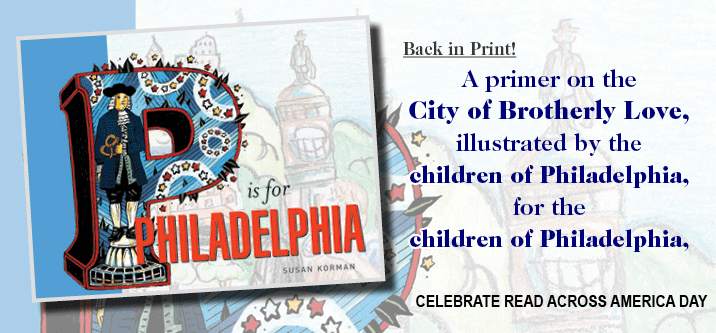 P
is for
PHILADELPHIA
SUSAN KORMAN
Back in Print!
A primer on the
City of Brotherly Love,
illustrated by the
children of Philadelphia,
for the
children of Philadelphia,
CELEBRATE READ ACROSS AMERICA DAY